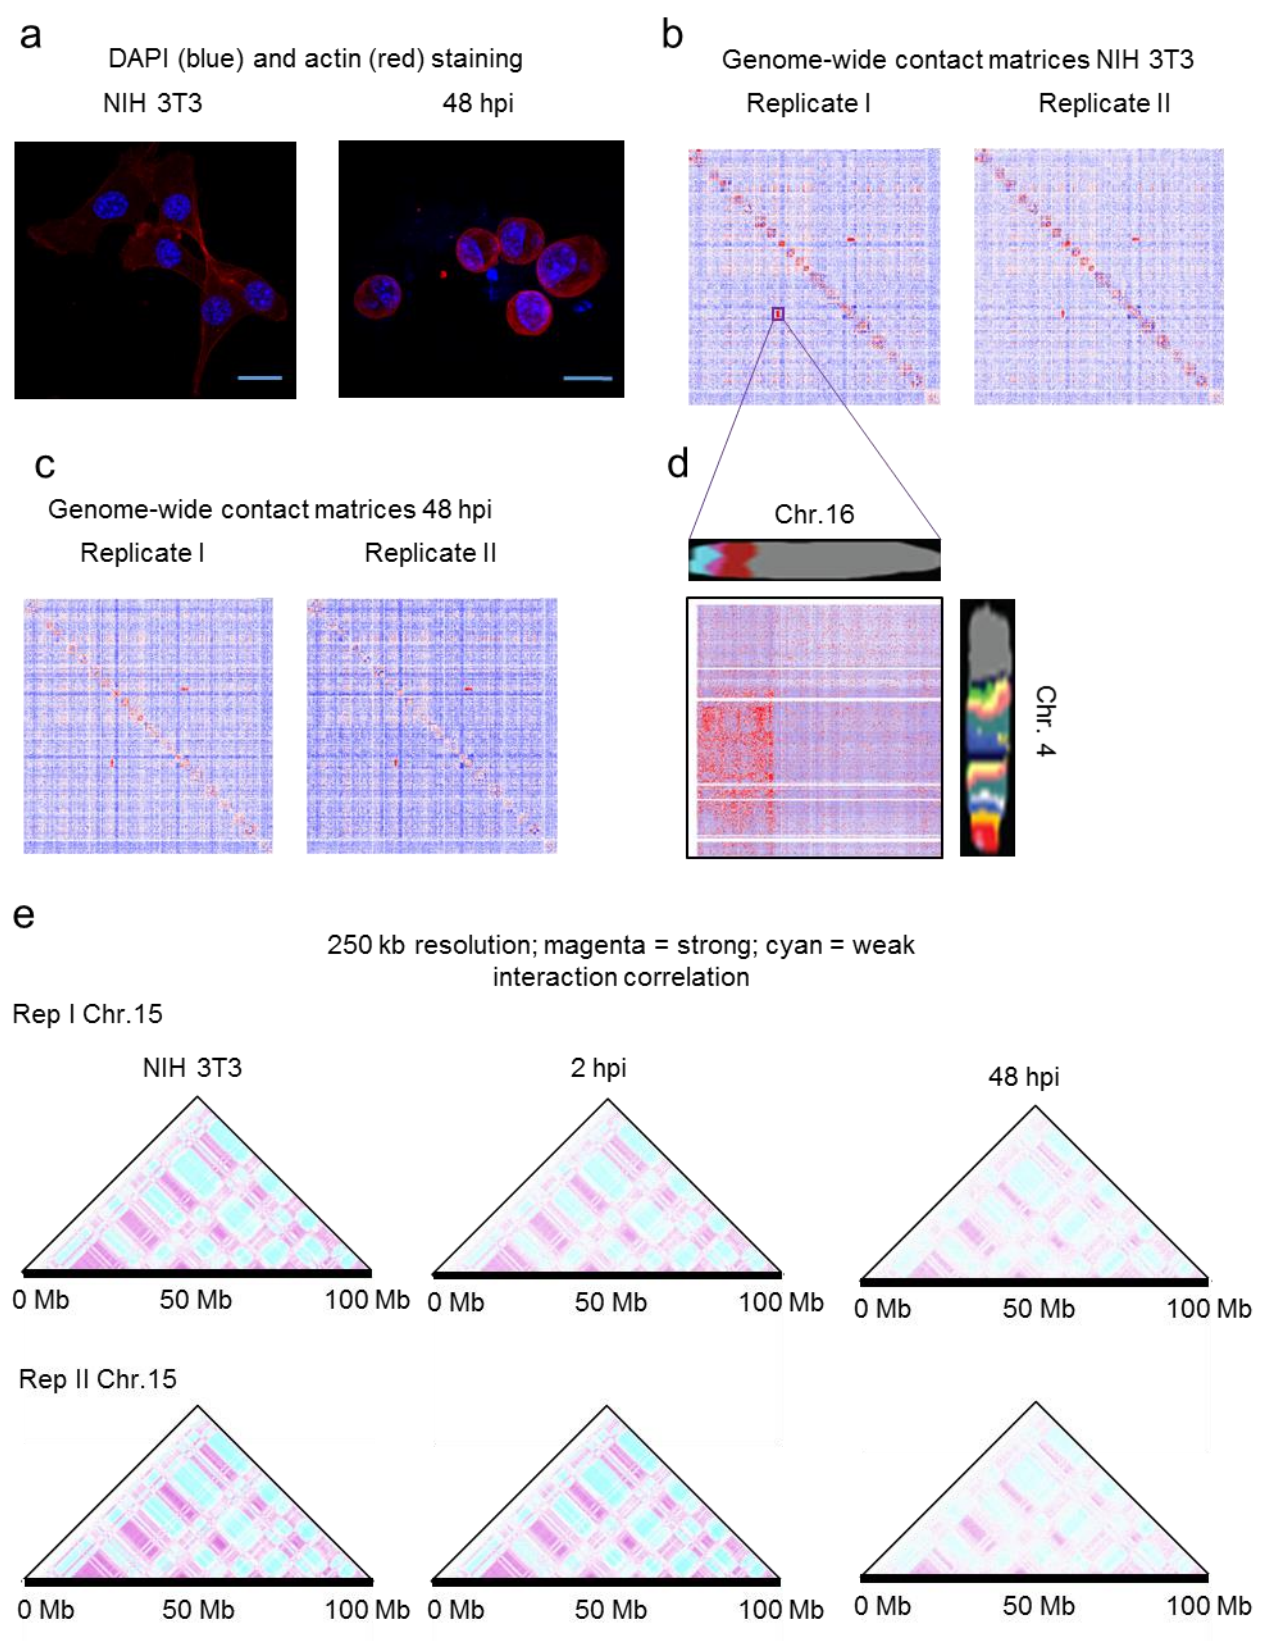 a
DAPI (blue) and actin (red) staining
NIH 3T3
48 hpi
b
Genome-wide contact matrices NIH 3T3
Replicate I
Replicate II
c
Genome-wide contact matrices 48 hpi
Replicate I
Replicate II
d
Chr.16
Chr. 4
e
250 kb resolution; magenta = strong; cyan = weak
interaction correlation
Rep I Chr.15
NIH 3T3
2 hpi
48 hpi
0 Mb 50 Mb 100 Mb
0 Mb 50 Mb 100 Mb
0 Mb 50 Mb 100 Mb
Rep II Chr.15
0 Mb 50 Mb 100 Mb
0 Mb 50 Mb 100 Mb
0 Mb 50 Mb 100 Mb